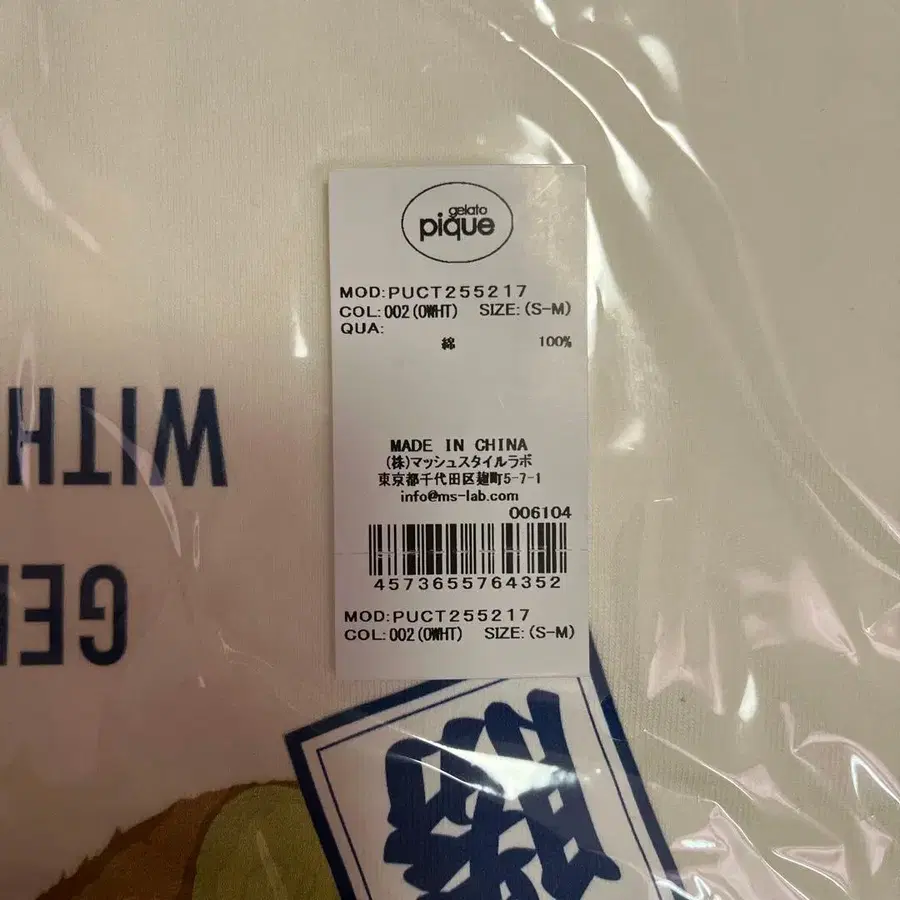 gelato
pique
MOD:PUCT255217
COL:002(OWHT) SIZE:(S-M)
QUA:
綿 100%
MADE IN CHINA
(株)マッシュスタイルラボ
東京都千代田区麹町5-7-1
info@ms-lab.com
006104
4573655764352
MOD:PUCT255217
COL:002(OWHT) SIZE:(S-M)
WITH